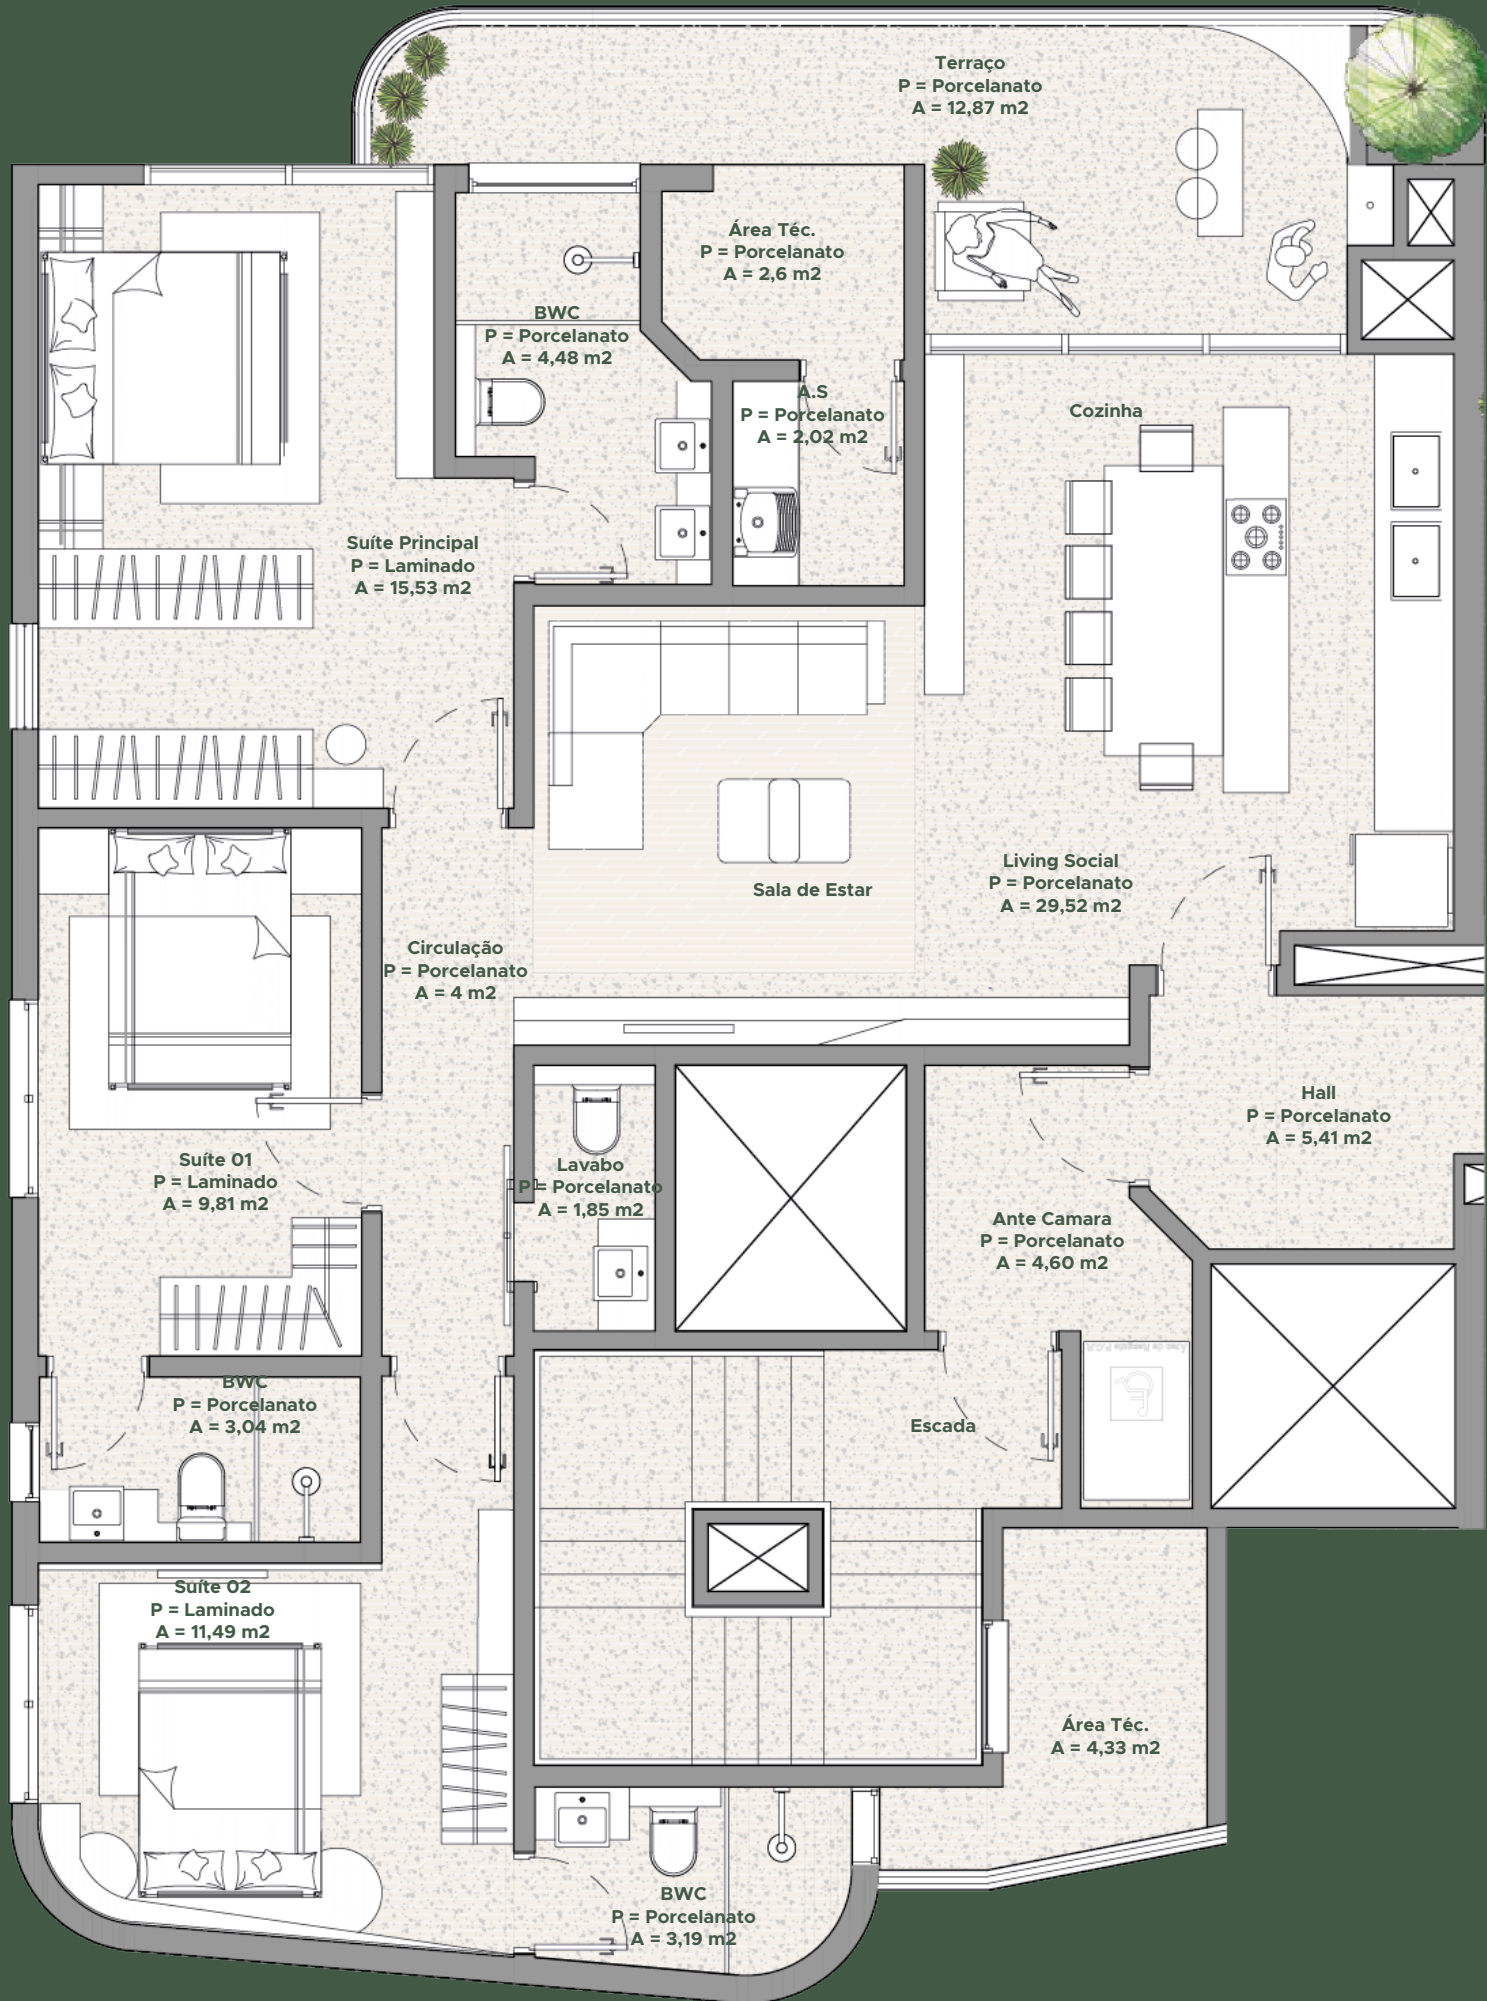 Terraço
P = Porcelanato
A = 12,87 m2
Área Téc.
P = Porcelanato
A = 2,6 m2
BWC
P = Porcelanato
A = 4,48 m2
A.S
P = Porcelanato
A = 2,02 m2
Cozinha
Suíte Principal
P = Laminado
A = 15,53 m2
Living Social
P = Porcelanato
A = 29,52 m2
Sala de Estar
Circulação
P = Porcelanato
A = 4 m2
Hall
P = Porcelanato
A = 5,41 m2
Suíte 01
P = Laminado
A = 9,81 m2
Lavabo
P = Porcelanato
A = 1,85 m2
Ante Camara
P = Porcelanato
A = 4,60 m2
BWC
P = Porcelanato
A = 3,04 m2
Escada
Suíte 02
P = Laminado
A = 11,49 m2
Área Téc.
A = 4,33 m2
BWC
P = Porcelanato
A = 3,19 m2